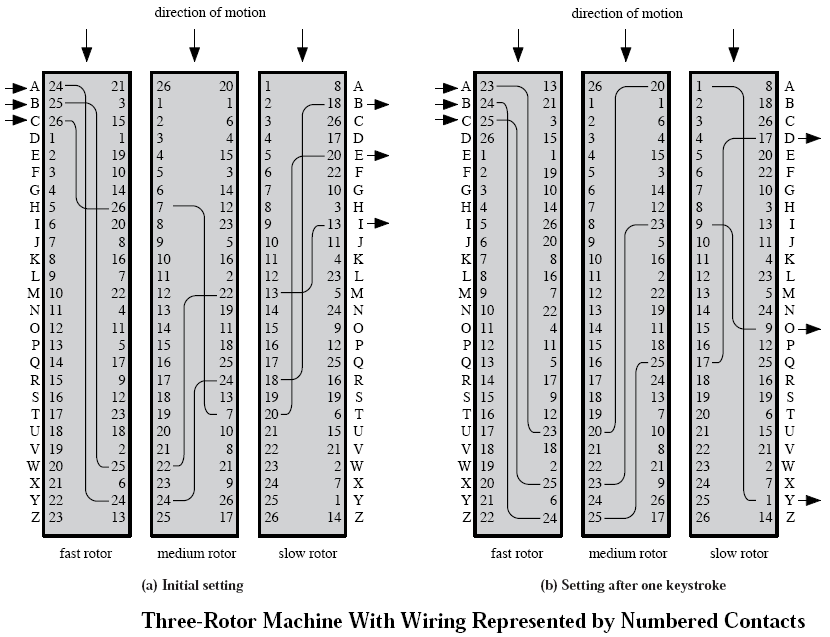 direction of motion
A 24 21 26 20 1 8 A
B 25 3 1 1 2 18 B
C 26 15 2 6 3 26 C
D 1 1 3 4 4 17 D
E 2 19 4 15 5 20 E
F 3 10 5 3 6 22 F
G 4 14 6 14 7 10 G
H 5 26 7 12 8 3 H
I 6 20 8 23 9 13 I
J 7 8 9 5 10 11 J
K 8 16 10 16 11 4 K
L 9 7 11 2 12 23 L
M 10 22 12 22 13 5 M
N 11 4 13 19 14 24 N
O 12 11 14 11 15 9 O
P 13 5 15 18 16 12 P
Q 14 17 16 25 17 25 Q
R 15 9 17 24 18 16 R
S 16 12 18 13 19 19 S
T 17 23 19 7 20 6 T
U 18 18 20 10 21 15 U
V 19 2 21 8 22 21 V
W 20 25 22 21 23 2 W
X 21 6 23 9 24 7 X
Y 22 24 24 26 25 1 Y
Z 23 13 25 17 26 14 Z
fast rotor medium rotor slow rotor
(a) Initial setting
direction of motion
A 23 13 26 20 1 8 A
B 24 21 1 1 2 18 B
C 25 3 2 6 3 26 C
D 26 15 3 4 4 17 D
E 1 1 4 15 5 20 E
F 2 19 5 3 6 22 F
G 3 10 6 14 7 10 G
H 4 14 7 12 8 3 H
I 5 26 8 23 9 13 I
J 6 20 9 5 10 11 J
K 7 8 10 16 11 4 K
L 8 16 11 2 12 23 L
M 9 7 12 22 13 5 M
N 10 22 13 19 14 24 N
O 11 4 14 11 15 9 O
P 12 11 15 18 16 12 P
Q 13 5 16 25 17 25 Q
R 14 17 17 24 18 16 R
S 15 9 18 13 19 19 S
T 16 12 19 7 20 6 T
U 17 23 20 10 21 15 U
V 18 18 21 8 22 21 V
W 19 2 22 21 23 2 W
X 20 25 23 9 24 7 X
Y 21 6 24 26 25 1 Y
Z 22 24 25 17 26 14 Z
fast rotor medium rotor slow rotor
(b) Setting after one keystroke
Three-Rotor Machine With Wiring Represented by Numbered Contacts